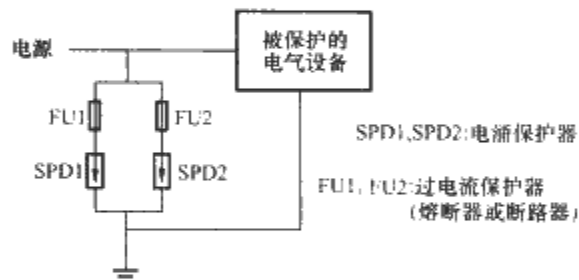 电源
被保护的
电气设备
FU1
FU2
SPD1
SPD2
SPD1,SPD2:电涌保护器
FU1, FU2:过电流保护器
(熔断器或断路器)